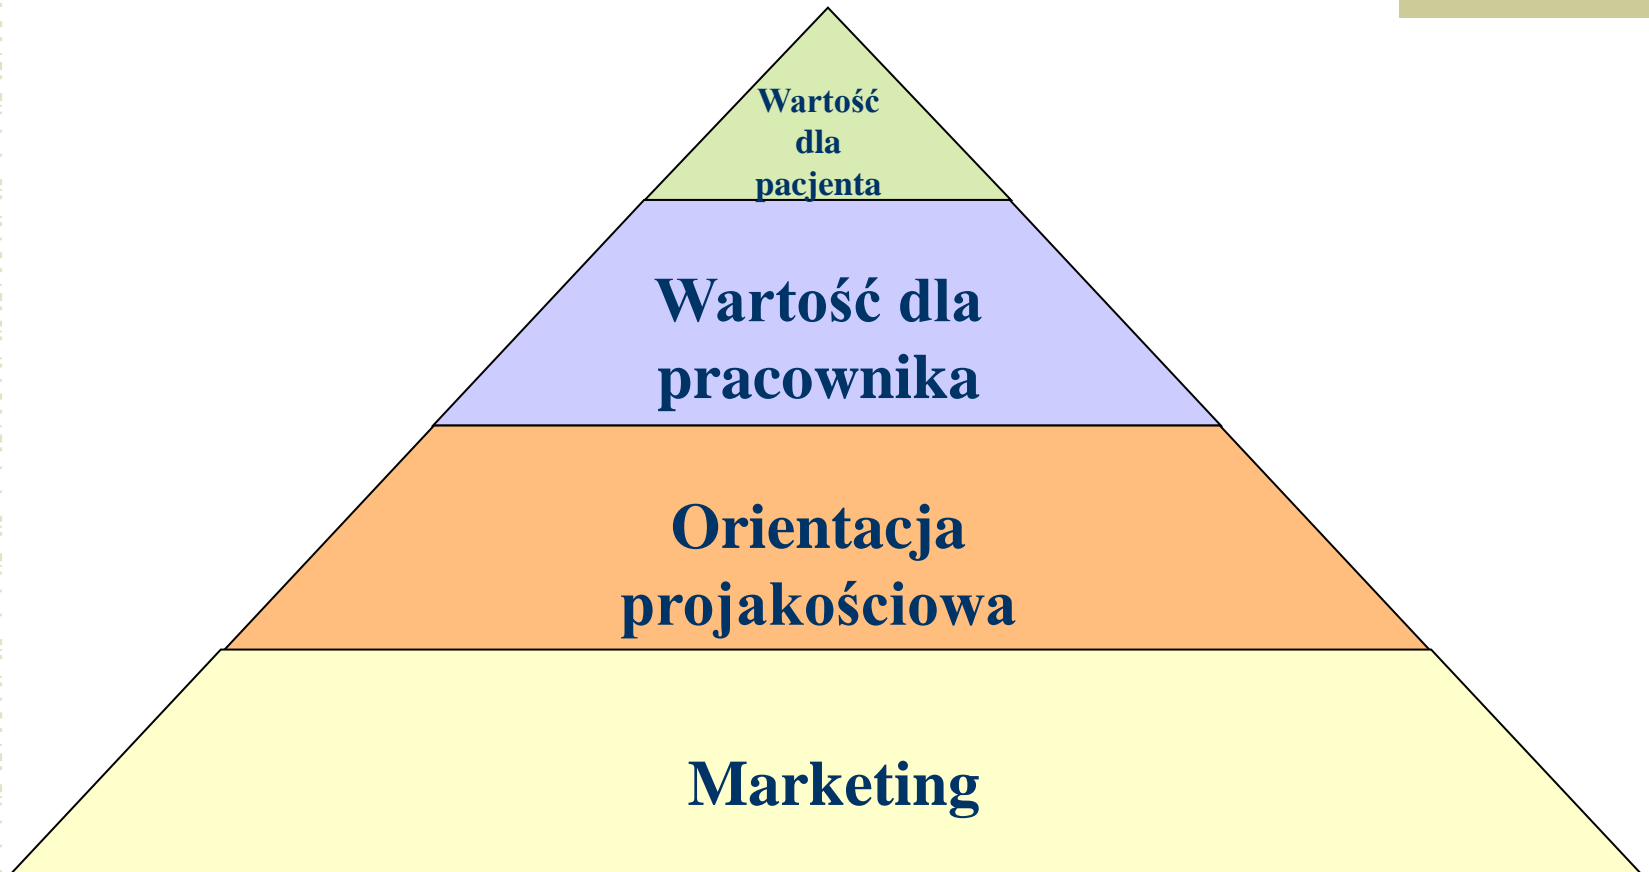 Wartość
dla
pacjenta
Wartość dla
pracownika
Orientacja
projakościowa
Marketing